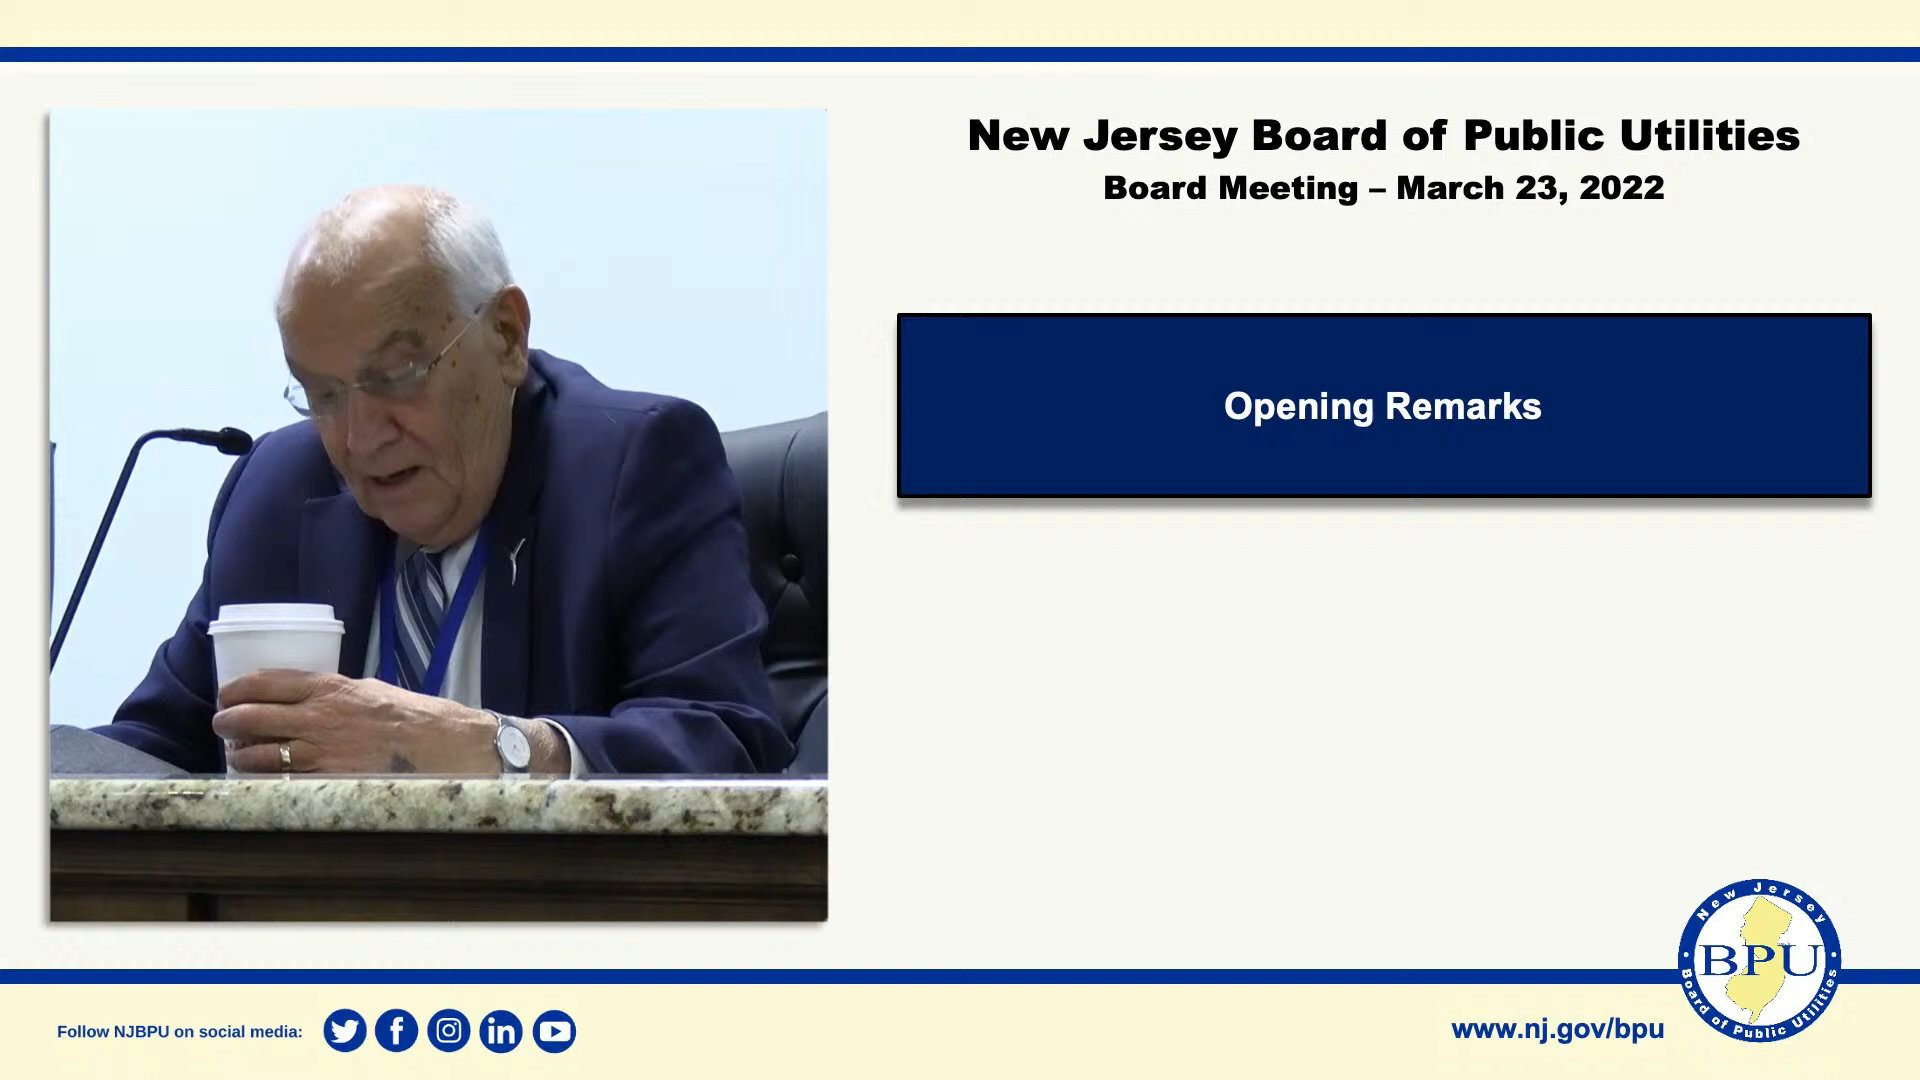 New Jersey Board of Public Utilities
Board Meeting – March 23, 2022
Opening Remarks
Follow NJBPU on social media:
www.nj.gov/bpu
New Jersey
BPU
Board of Public Utilities